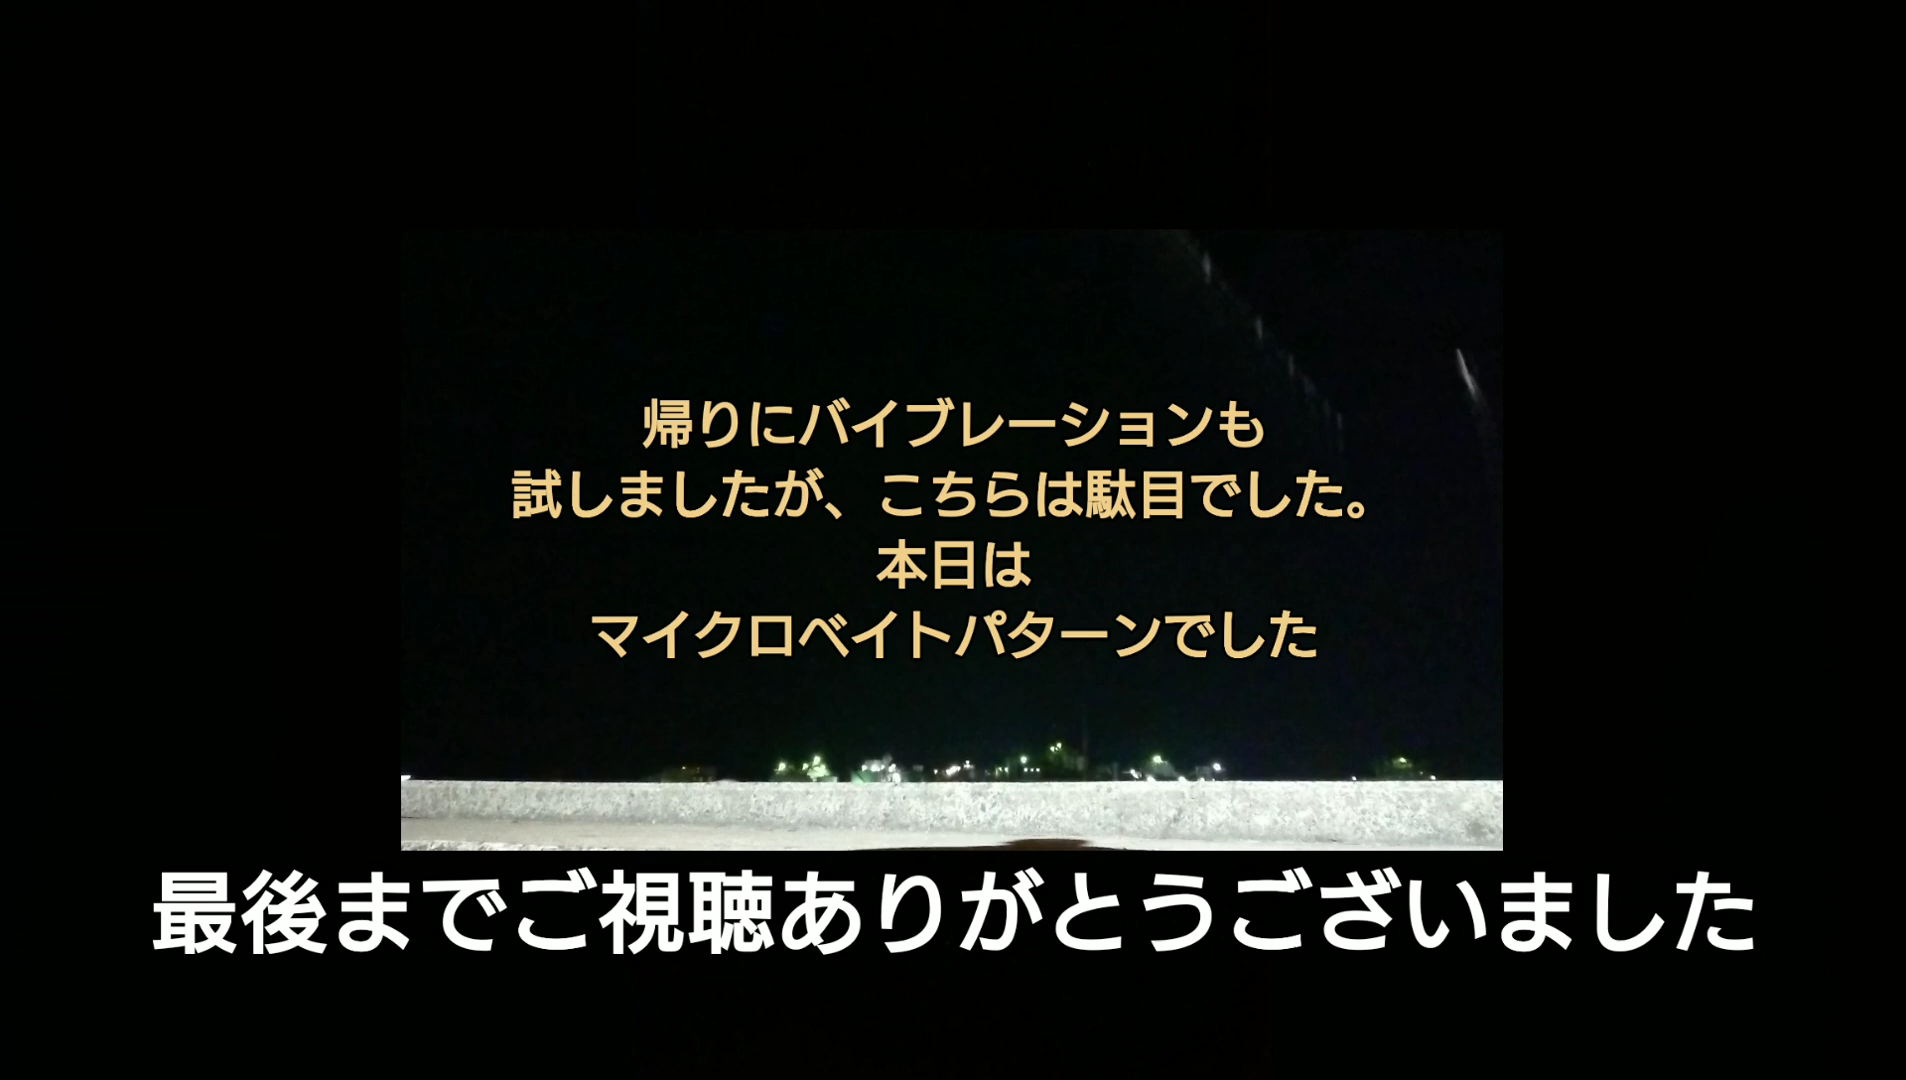 帰りにバイブレーションも
試しましたが、こちらは駄目でした。
本日は
マイクロベイトパターンでした
最後までご視聴ありがとうございました